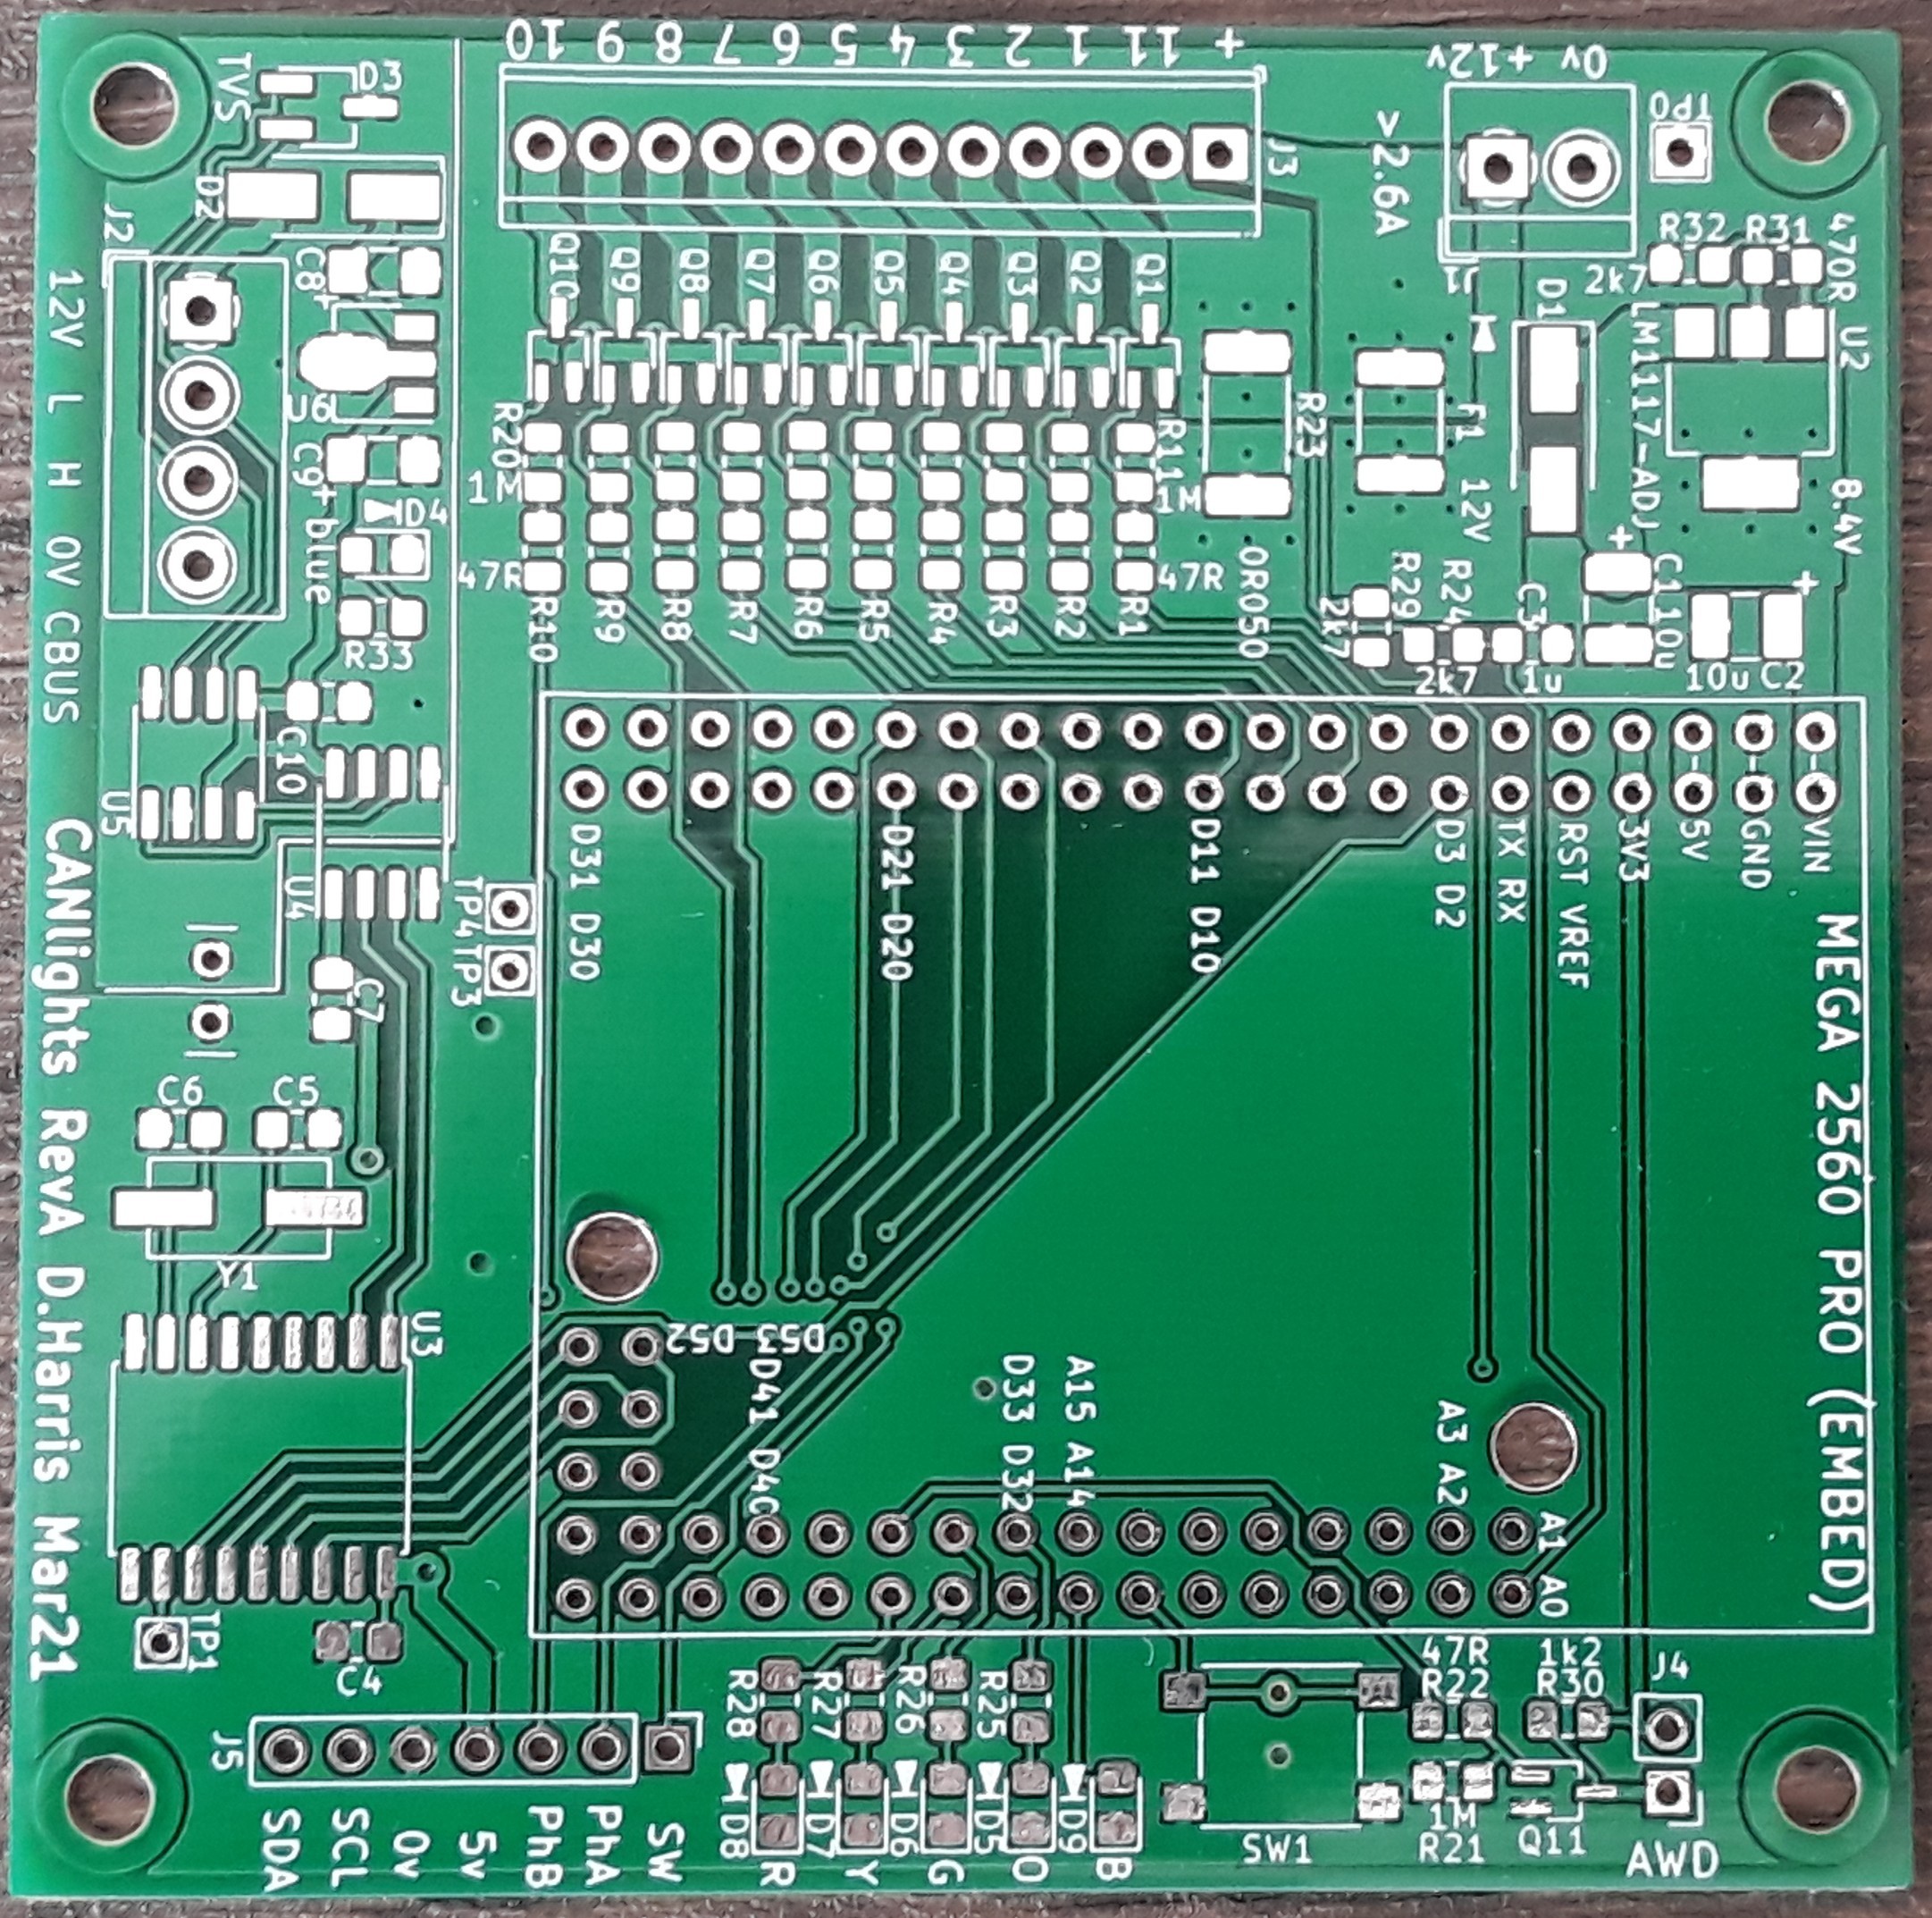 10 9 8 7 6 5 4 3 2 1 11 +
0v +12v
TP0
TVS
D3
J3
>2.6A
D2
J2
470R
R32 R31
2k7
C8+
Q10 Q9 Q8 Q7 Q6 Q5 Q4 Q3 Q2 Q1
J1
D1
LM1117-ADJ
U2
12V L H 0V CBUS
U6
R20
R11
R23
F1
C9+
1M
1M
12V
8.4V
blue
D4
+
+
47R
47R
0R050
R29
R24
C3
C1 10u
R33
R10 R9 R8 R7 R6 R5 R4 R3 R2 R1
2k7
2k7
1u
10u C2
C10
U5
D31 D30
D21 D20
D11 D10
D3 D2
TX RX
RST VREF
3V3
5V
GND
VIN
U4
TP4
TP3
C7
MEGA 2560 PRO (EMBED)
CANlights RevA D.Harris Mar21
C6 C5
Y1
U3
D52 D53
D41 D40
D33 D32
A15 A14
A3 A2
A1 A0
TP1
C4
47R
R22
1k2
R30
J4
R28
R27
R26
R25
J5
D8
D7
D6
D5
D9
1M
R21
Q11
SW1
AWD
SDA SCL 0v 5v PhB PhA SW
R Y G O B